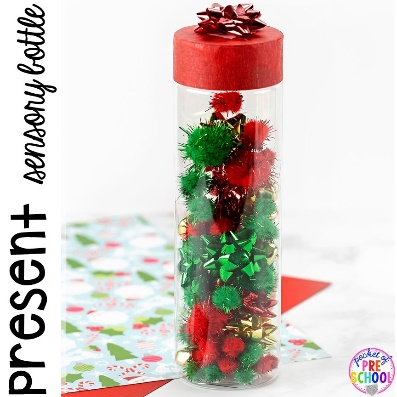 present sensory bottle
pocket of
PRE
SCHOOL